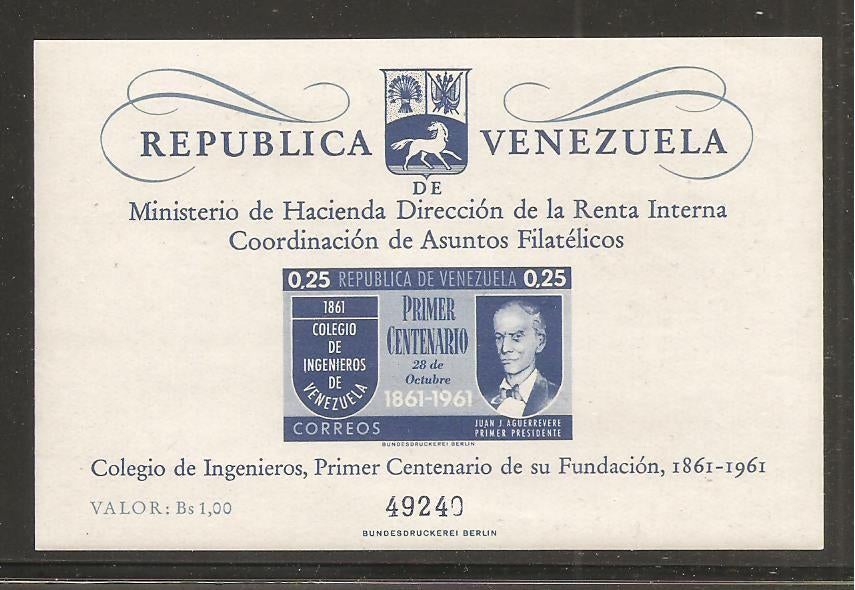 REPUBLICA
DE
VENEZUELA
Ministerio de Hacienda Dirección de la Renta Interna
Coordinación de Asuntos Filatélicos
0,25 REPUBLICA DE VENEZUELA 0,25
1861
COLEGIO
DE
INGENIEROS
DE
VENEZUELA
PRIMER
CENTENARIO
28 de
Octubre
1861-1961
CORREOS
JUAN J. AGUERREVERE
PRIMER PRESIDENTE
BUNDESDRUCKEREI BERLIN
Colegio de Ingenieros, Primer Centenario de su Fundación, 1861-1961
VALOR: Bs 1,00
49240
BUNDESDRUCKEREI BERLIN